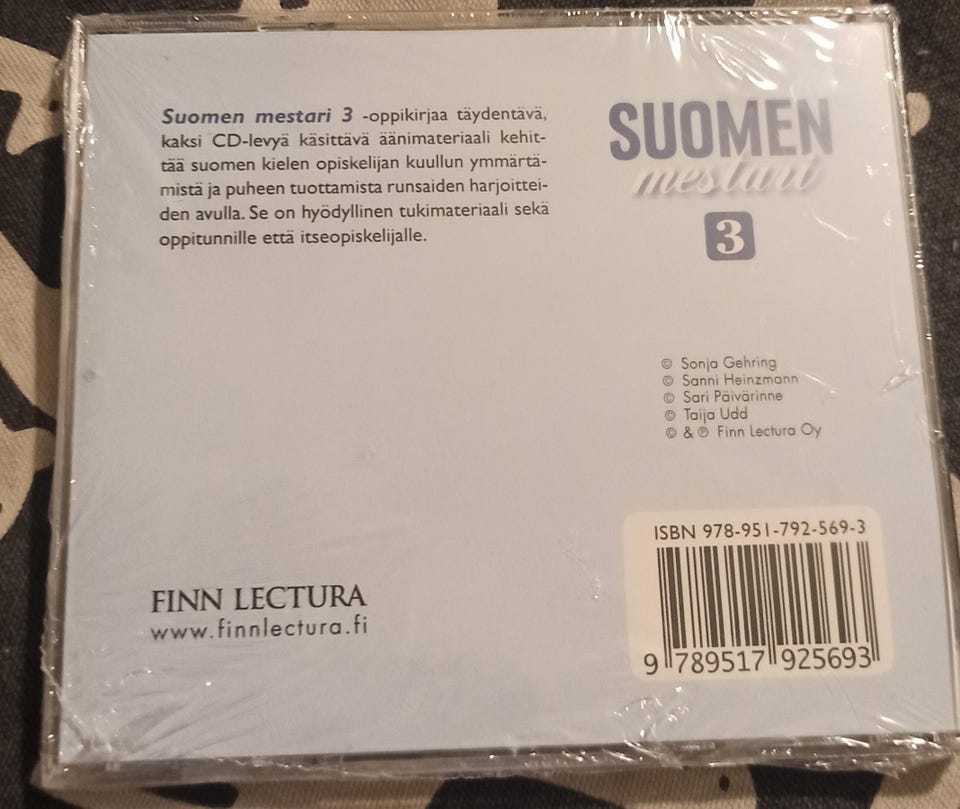 Suomen mestari 3 -oppikirjaa täydentävä,
kaksi CD-levyä käsittävä äänimateriaali kehit-
tää suomen kielen opiskelijan kuullun ymmärtä-
mistä ja puheen tuottamista runsaiden harjoittei-
den avulla. Se on hyödyllinen tukimateriaali sekä
oppitunnille että itseopiskelijalle.
SUOMEN
mestari
3
© Sonja Gehring
© Sanni Heinzmann
© Sari Päivärinne
© Taija Udd
© & ℗ Finn Lectura Oy
FINN LECTURA
www.finnlectura.fi
ISBN 978-951-792-569-3
9 789517 925693